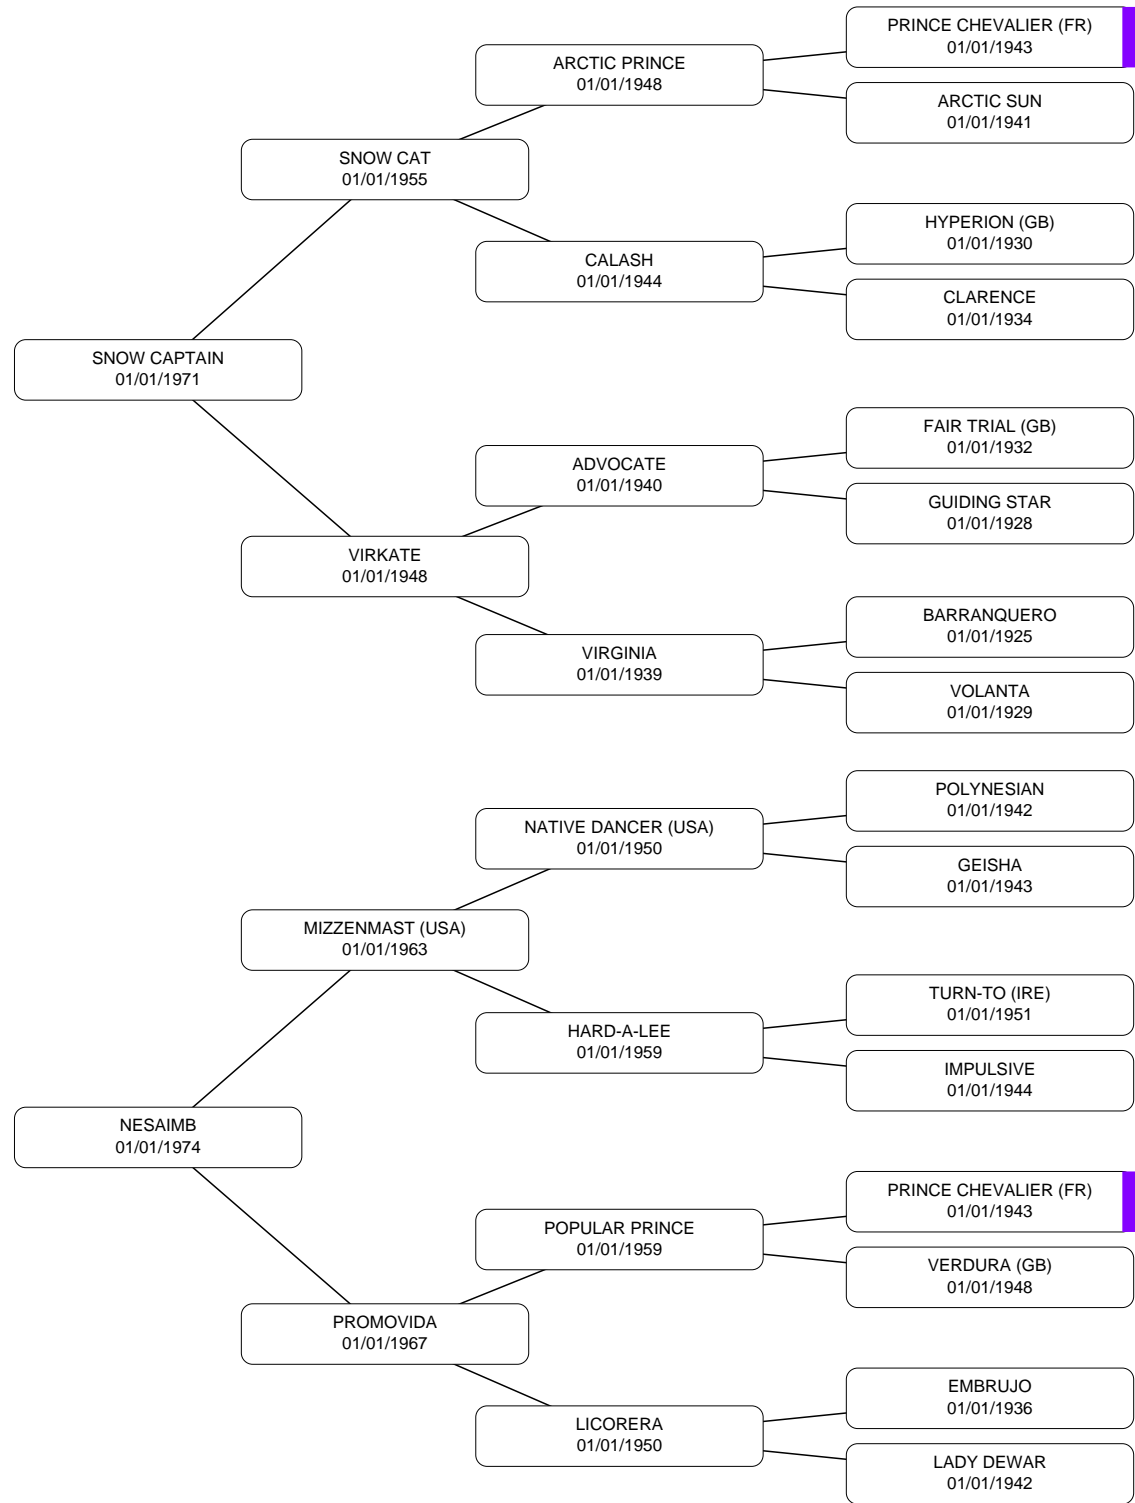 PRINCE CHEVALIER (FR)
01/01/1943
ARCTIC PRINCE
01/01/1948
ARCTIC SUN
01/01/1941
SNOW CAT
01/01/1955
HYPERION (GB)
01/01/1930
CALASH
01/01/1944
CLARENCE
01/01/1934
SNOW CAPTAIN
01/01/1971
FAIR TRIAL (GB)
01/01/1932
ADVOCATE
01/01/1940
GUIDING STAR
01/01/1928
VIRKATE
01/01/1948
BARRANQUERO
01/01/1925
VIRGINIA
01/01/1939
VOLANTA
01/01/1929
POLYNESIAN
01/01/1942
NATIVE DANCER (USA)
01/01/1950
GEISHA
01/01/1943
MIZZENMAST (USA)
01/01/1963
TURN-TO (IRE)
01/01/1951
HARD-A-LEE
01/01/1959
IMPULSIVE
01/01/1944
NESAIMB
01/01/1974
PRINCE CHEVALIER (FR)
01/01/1943
POPULAR PRINCE
01/01/1959
VERDURA (GB)
01/01/1948
PROMOVIDA
01/01/1967
EMBRUJO
01/01/1936
LICORERA
01/01/1950
LADY DEWAR
01/01/1942